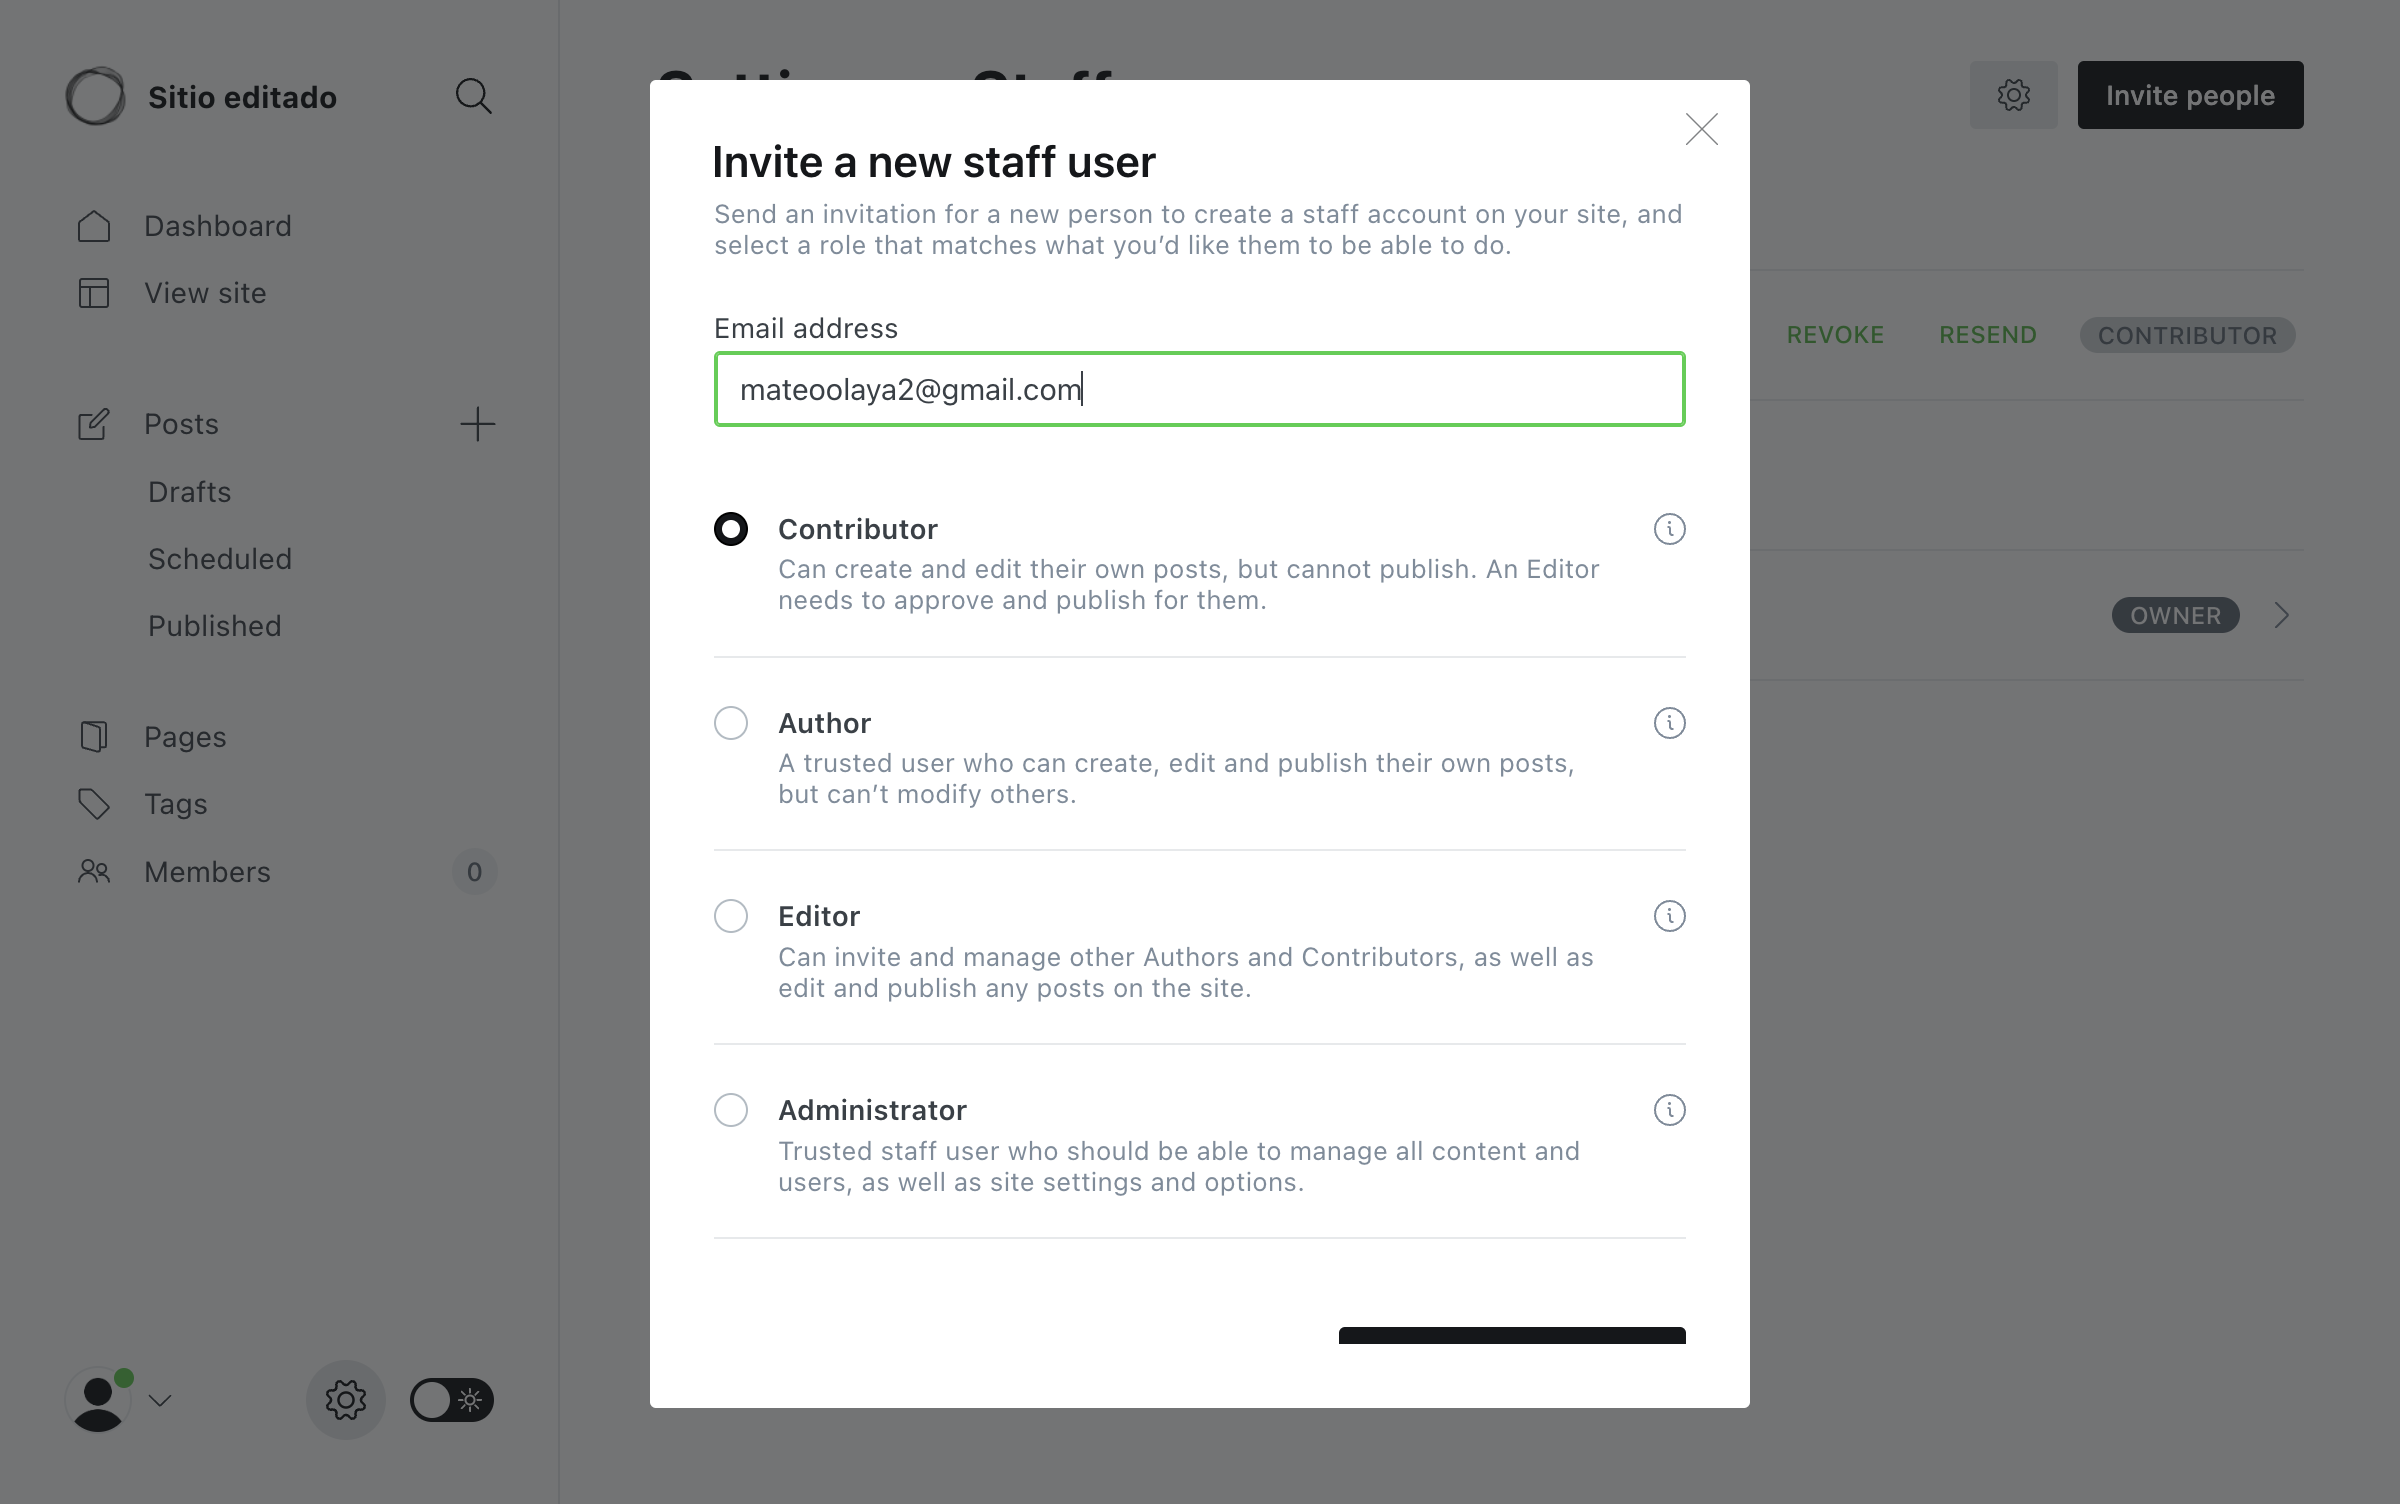 Sitio editado
Dashboard
View site
Posts
Drafts
Scheduled
Published
Pages
Tags
Members
0
Invite people
REVOKE
RESEND
CONTRIBUTOR
OWNER
Invite a new staff user
Send an invitation for a new person to create a staff account on your site, and
select a role that matches what you’d like them to be able to do.
Email address
mateoolaya2@gmail.com
Contributor
Can create and edit their own posts, but cannot publish. An Editor
needs to approve and publish for them.
Author
A trusted user who can create, edit and publish their own posts,
but can’t modify others.
Editor
Can invite and manage other Authors and Contributors, as well as
edit and publish any posts on the site.
Administrator
Trusted staff user who should be able to manage all content and
users, as well as site settings and options.